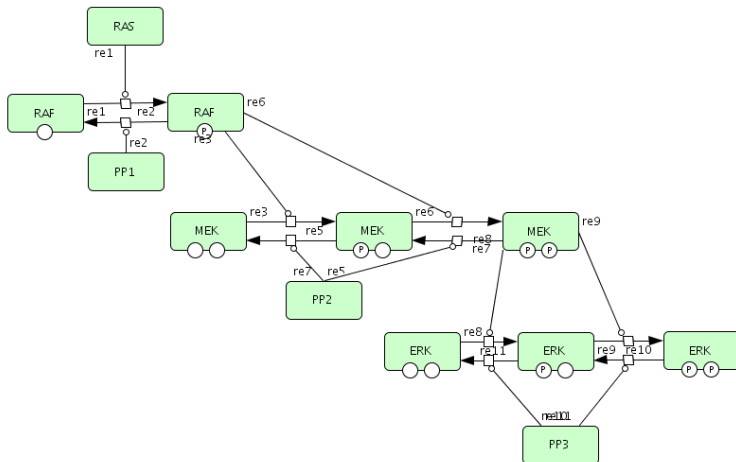 RAS
re1
RAF
re1
re2
RAF
P
re3
re6
re2
PP1
MEK
re3
re5
MEK
P
re6
re8
re7
MEK
P P
re9
re7
re5
PP2
ERK
re8
re11
ERK
P
re9
re10
ERK
P P
PP3